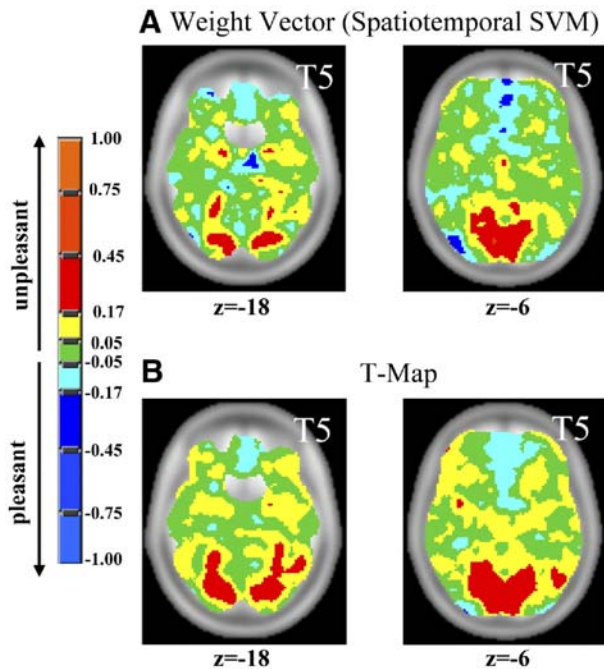 A Weight Vector (Spatiotemporal SVM)
T5
T5
z=-18
z=-6
unpleasant
pleasant
1.00
0.75
0.45
0.17
0.05
-0.05
-0.17
-0.45
-0.75
-1.00
B T-Map
T5
T5
z=-18
z=-6